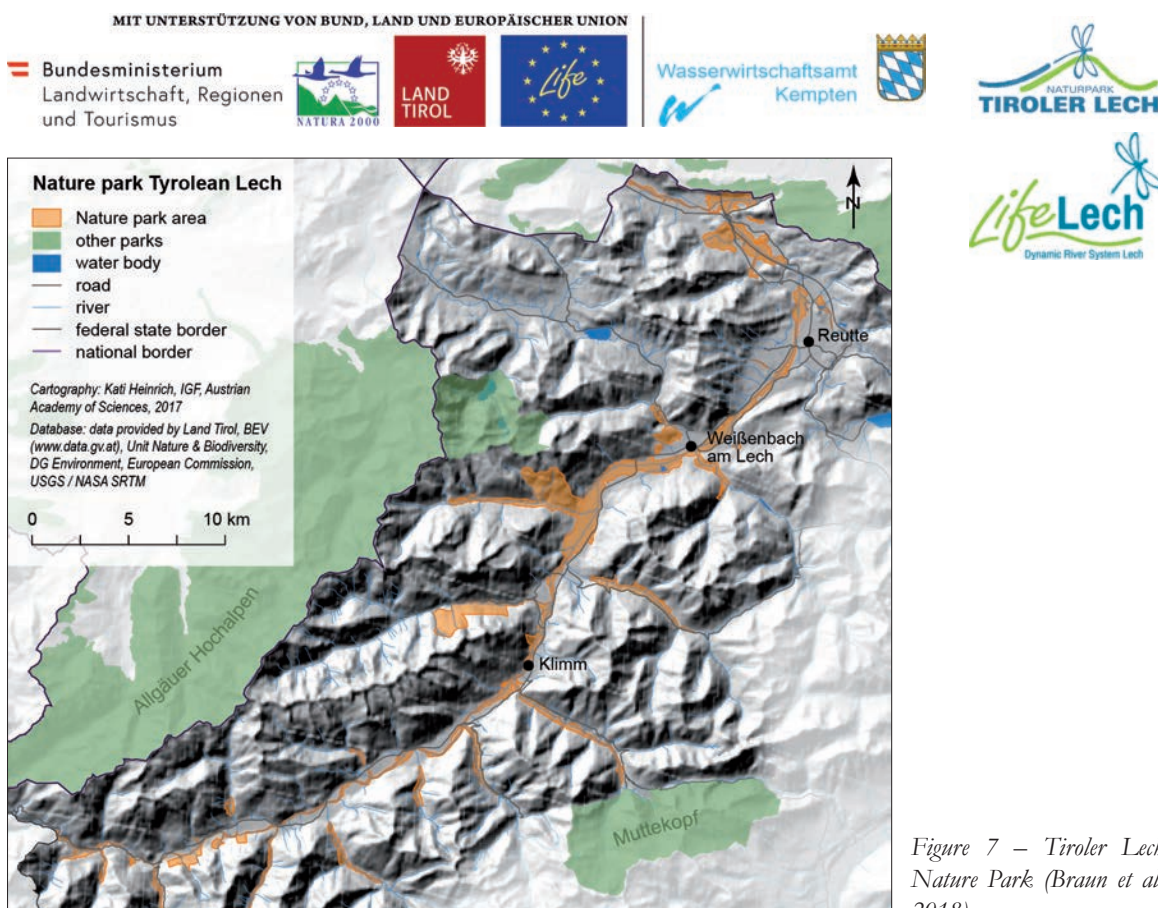 MIT UNTERSTÜTZUNG VON BUND, LAND UND EUROPÄISCHER UNION
Bundesministerium
Landwirtschaft, Regionen
und Tourismus
NATURA 2000
LAND
TIROL
Life
Wasserwirtschaftsamt
Kempten
NATURPARK
TIROLER LECH
LifeLech
Dynamic River System Lech
Nature park Tyrolean Lech
Nature park area
other parks
water body
road
river
federal state border
national border
Cartography: Kati Heinrich, IGF, Austrian
Academy of Sciences, 2017
Database: data provided by Land Tirol, BEV
(www.data.gv.at), Unit Nature & Biodiversity,
DG Environment, European Commission,
USGS / NASA SRTM
0 5 10 km
N
Reutte
Weißenbach
am Lech
Allgäuer Hochalpen
Klimm
Muttekopf
Figure 7 – Tiroler Lech
Nature Park (Braun et al
2018)